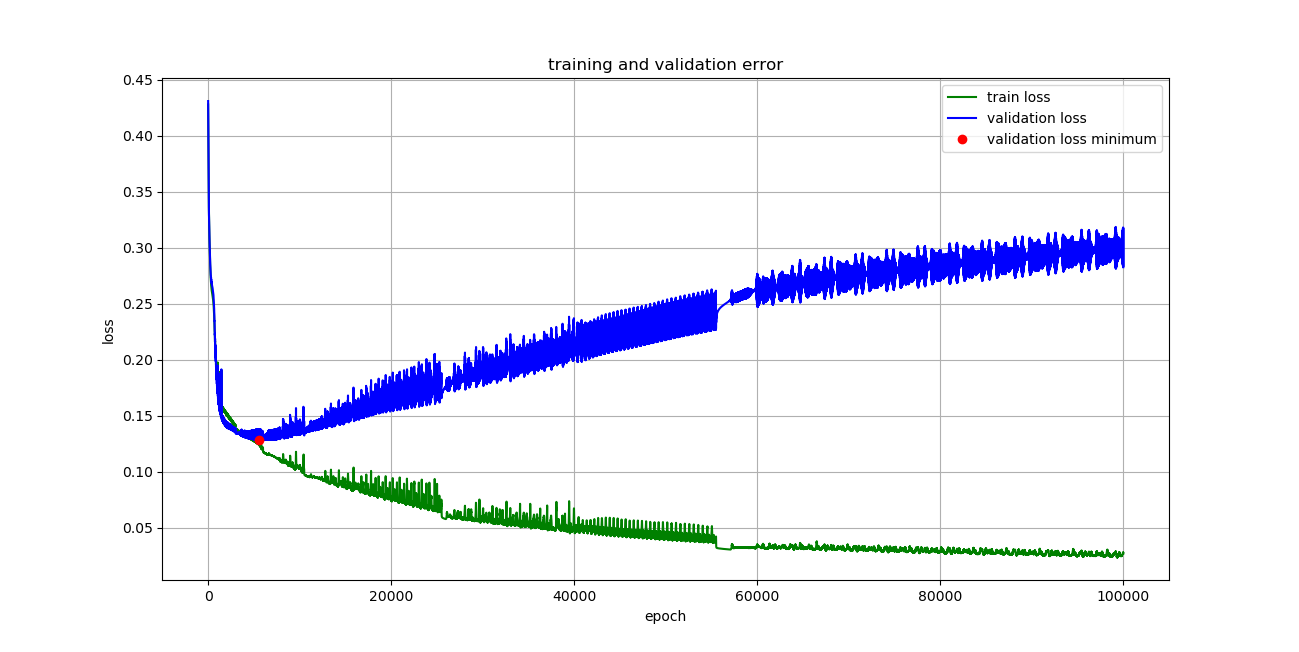 training and validation error
0.45
0.40
0.35
0.30
0.25
0.20
0.15
0.10
0.05
loss
train loss
validation loss
validation loss minimum
0
20000
40000
60000
80000
100000
epoch